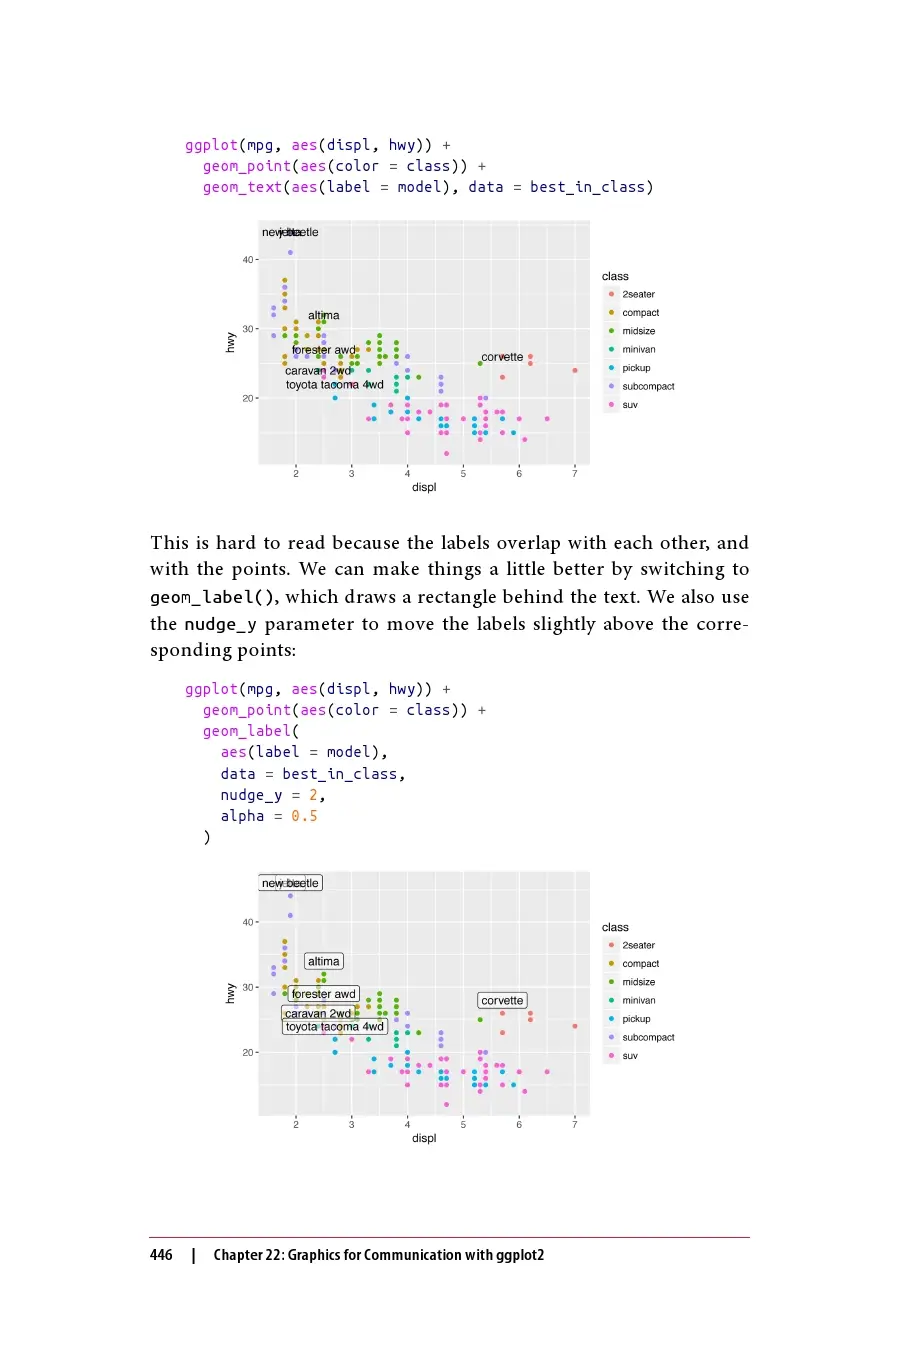 ggplot(mpg, aes(displ, hwy)) +
  geom_point(aes(color = class)) +
  geom_text(aes(label = model), data = best_in_class)
new beetle
jetta
40
altima
30
forester awd
corvette
caravan 2wd
toyota tacoma 4wd
20
hwy
2 3 4 5 6 7
displ
class
2seater
compact
midsize
minivan
pickup
subcompact
suv
This is hard to read because the labels overlap with each other, and
with the points. We can make things a little better by switching to
geom_label(), which draws a rectangle behind the text. We also use
the nudge_y parameter to move the labels slightly above the corre-
sponding points:
ggplot(mpg, aes(displ, hwy)) +
  geom_point(aes(color = class)) +
  geom_label(
    aes(label = model),
    data = best_in_class,
    nudge_y = 2,
    alpha = 0.5
  )
new beetle
40
altima
30
forester awd
corvette
caravan 2wd
toyota tacoma 4wd
20
hwy
2 3 4 5 6 7
displ
class
2seater
compact
midsize
minivan
pickup
subcompact
suv
446 | Chapter 22: Graphics for Communication with ggplot2